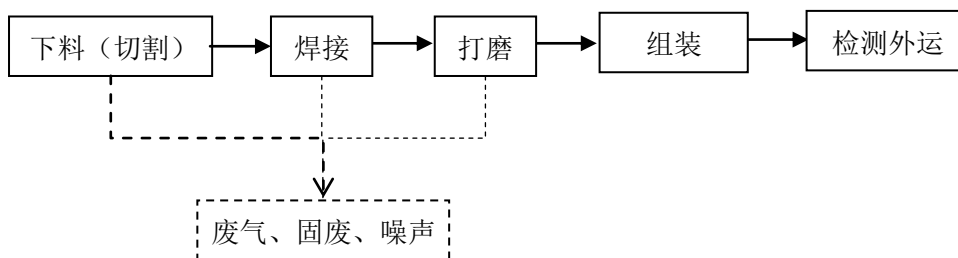 下料（切割）
焊接
打磨
组装
检测外运
废气、固废、噪声